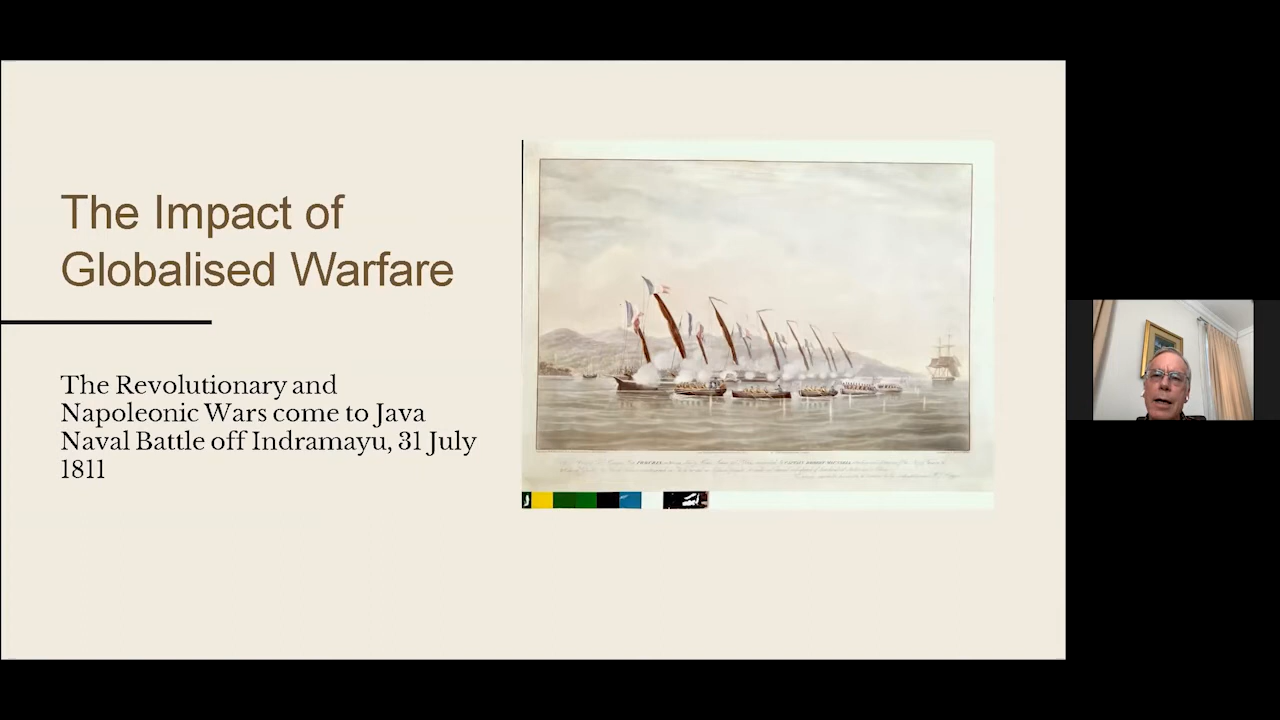 The Impact of
Globalised Warfare
The Revolutionary and
Napoleonic Wars come to Java
Naval Battle off Indramayu, 31 July
1811